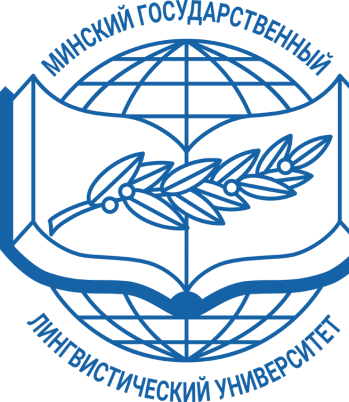 МИНСКИЙ ГОСУДАРСТВЕННЫЙ
ЛИНГВИСТИЧЕСКИЙ УНИВЕРСИТЕТ